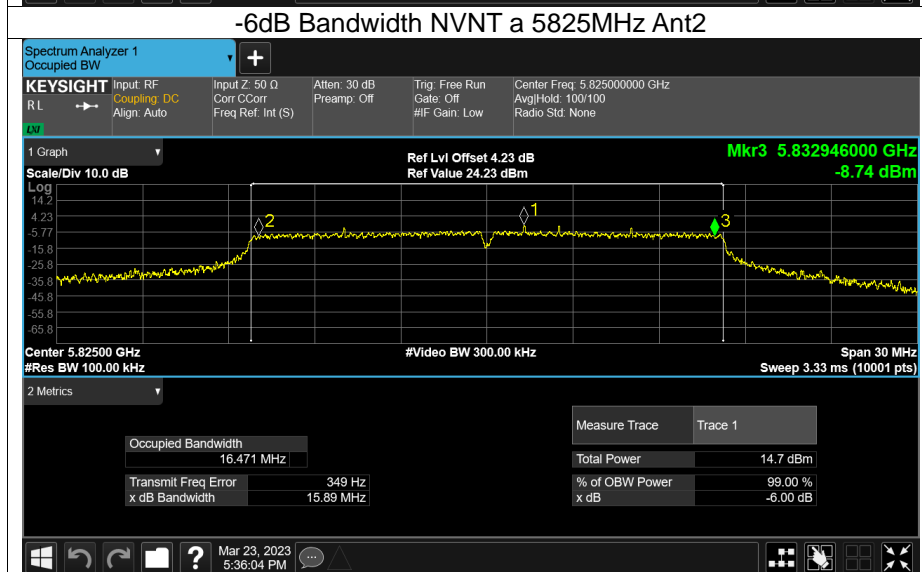 -6dB Bandwidth NVNT a 5825MHz Ant2
Spectrum Analyzer 1
Occupied BW
▼
+
KEYSIGHT Input: RF Input Z: 50 Ω Atten: 30 dB Trig: Free Run Center Freq: 5.825000000 GHz
R L Coupling: DC Corr CCorr Preamp: Off Gate: Off Avg|Hold: 100/100
Align: Auto Freq Ref: Int (S) #IF Gain: Low Radio Std: None
LXI
1 Graph ▼ Ref Lvl Offset 4.23 dB Mkr3 5.832946000 GHz
Scale/Div 10.0 dB Ref Value 24.23 dBm -8.74 dBm
Log
14.2
4.23
-5.77
-15.8
-25.8
-35.8
-45.8
-55.8
-65.8
2
1
3
Center 5.82500 GHz #Video BW 300.00 kHz Span 30 MHz
#Res BW 100.00 kHz Sweep 3.33 ms (10001 pts)
2 Metrics ▼
Measure Trace Trace 1
Occupied Bandwidth
16.471 MHz Total Power 14.7 dBm
Transmit Freq Error 349 Hz % of OBW Power 99.00 %
x dB Bandwidth 15.89 MHz x dB -6.00 dB
? Mar 23, 2023
5:36:04 PM